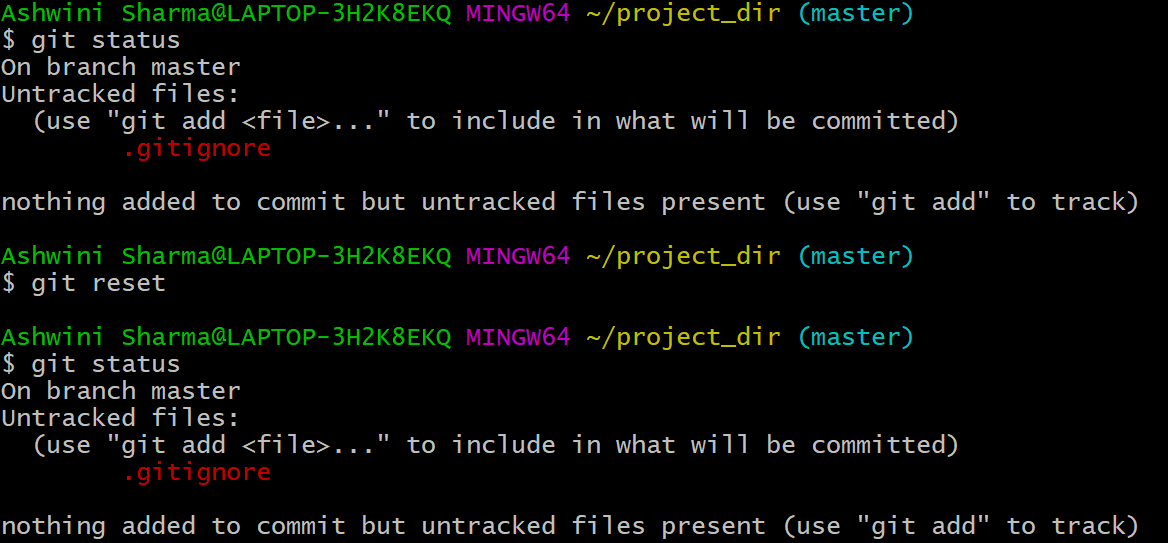 Ashwini Sharma@LAPTOP-3H2K8EKQ MINGW64 ~/project_dir (master)
$ git status
On branch master
Untracked files:
  (use "git add <file>..." to include in what will be committed)
        .gitignore

nothing added to commit but untracked files present (use "git add" to track)

Ashwini Sharma@LAPTOP-3H2K8EKQ MINGW64 ~/project_dir (master)
$ git reset

Ashwini Sharma@LAPTOP-3H2K8EKQ MINGW64 ~/project_dir (master)
$ git status
On branch master
Untracked files:
  (use "git add <file>..." to include in what will be committed)
        .gitignore

nothing added to commit but untracked files present (use "git add" to track)